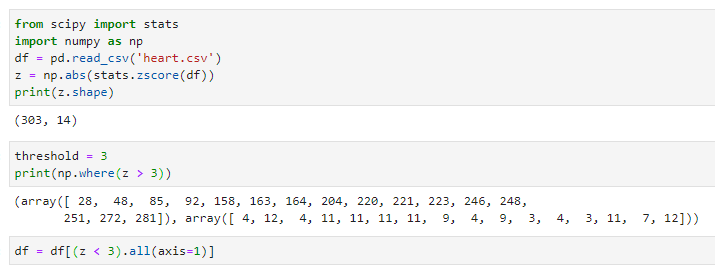 from scipy import stats
import numpy as np
df = pd.read_csv('heart.csv')
z = np.abs(stats.zscore(df))
print(z.shape)
(303, 14)
threshold = 3
print(np.where(z > 3))
(array([ 28,  48,  85,  92, 158, 163, 164, 204, 220, 221, 223, 246, 248,
       251, 272, 281]), array([ 4, 12,  4, 11, 11, 11, 11,  9,  4,  9,  3,  4,  3, 11,  7, 12]))
df = df[(z < 3).all(axis=1)]